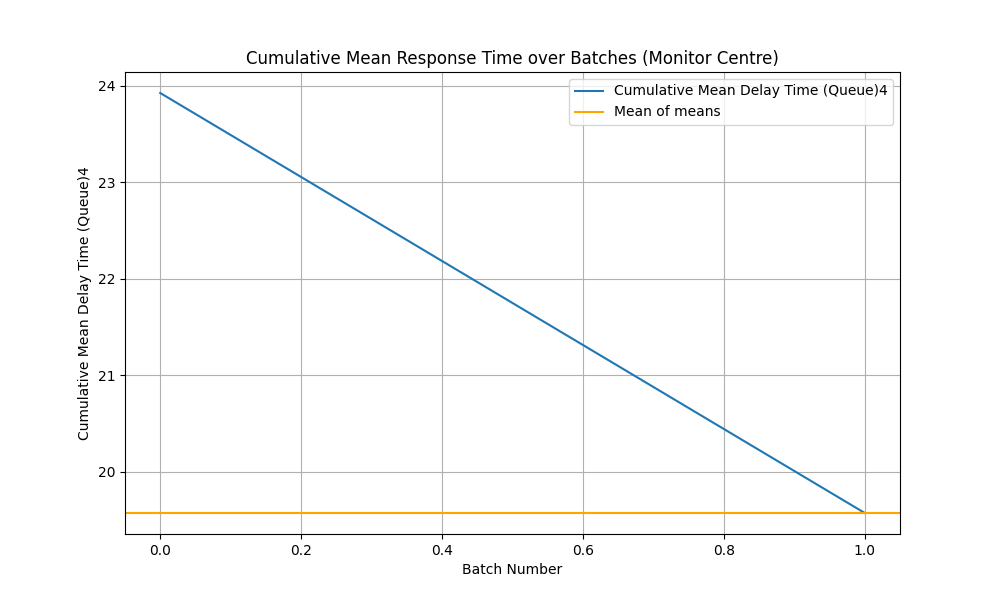 Cumulative Mean Response Time over Batches (Monitor Centre)
Cumulative Mean Delay Time (Queue)4
Mean of means
Cumulative Mean Delay Time (Queue)4
24
23
22
21
20
0.0 0.2 0.4 0.6 0.8 1.0
Batch Number